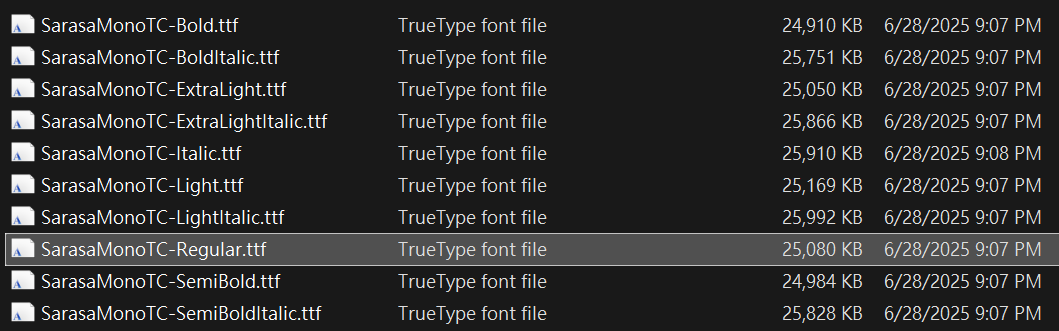 SarasaMonoTC-Bold.ttf TrueType font file 24,910 KB 6/28/2025 9:07 PM
SarasaMonoTC-BoldItalic.ttf TrueType font file 25,751 KB 6/28/2025 9:07 PM
SarasaMonoTC-ExtraLight.ttf TrueType font file 25,050 KB 6/28/2025 9:07 PM
SarasaMonoTC-ExtraLightItalic.ttf TrueType font file 25,866 KB 6/28/2025 9:07 PM
SarasaMonoTC-Italic.ttf TrueType font file 25,910 KB 6/28/2025 9:08 PM
SarasaMonoTC-Light.ttf TrueType font file 25,169 KB 6/28/2025 9:07 PM
SarasaMonoTC-LightItalic.ttf TrueType font file 25,992 KB 6/28/2025 9:07 PM
SarasaMonoTC-Regular.ttf TrueType font file 25,080 KB 6/28/2025 9:07 PM
SarasaMonoTC-SemiBold.ttf TrueType font file 24,984 KB 6/28/2025 9:07 PM
SarasaMonoTC-SemiBoldItalic.ttf TrueType font file 25,828 KB 6/28/2025 9:07 PM